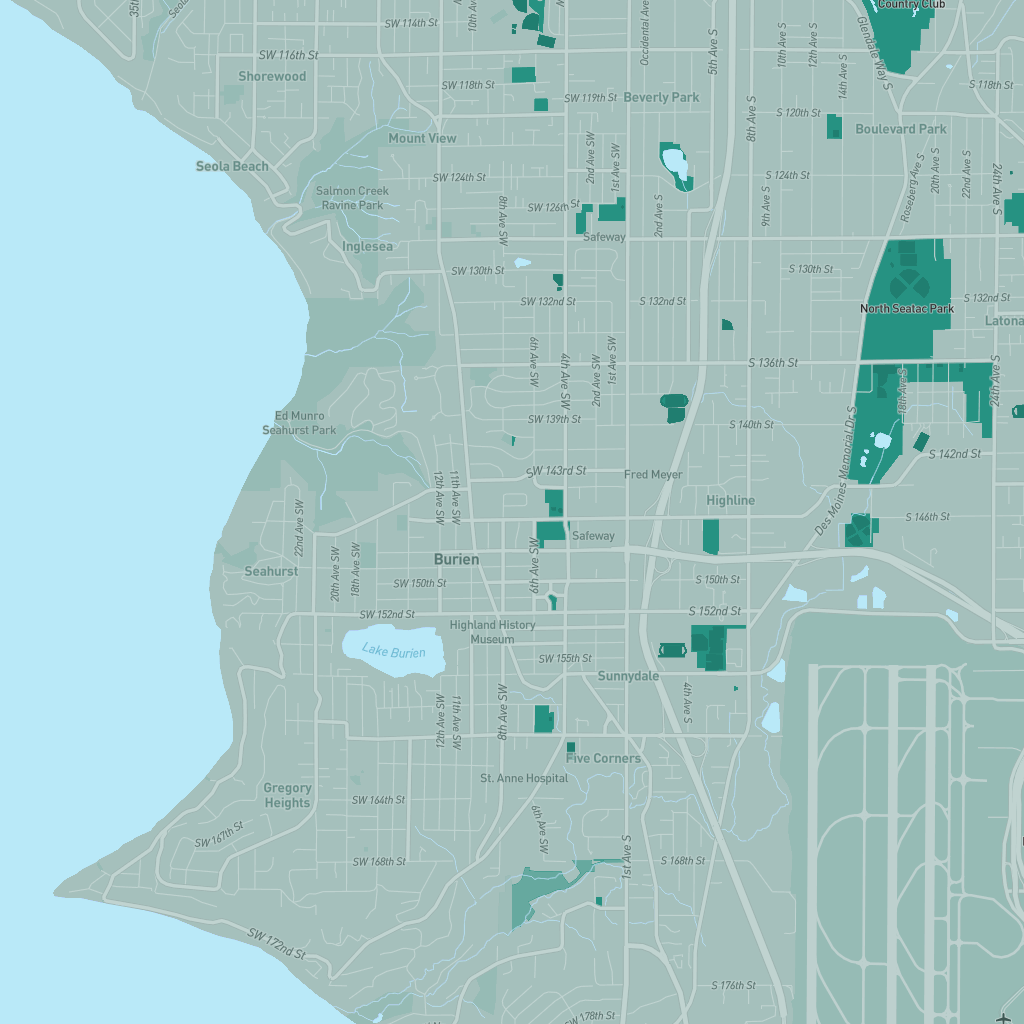 35th
Seola
SW 114th St
10th Ave
Occidental Ave
5th Ave S
10th Ave S
12th Ave S
Country Club
Glendale Way S
SW 116th St
Shorewood
SW 118th St
SW 119th St
Beverly Park
8th Ave S
14th Ave S
S 118th St
S 120th St
Boulevard Park
Mount View
Seola Beach
SW 124th St
2nd Ave SW
1st Ave SW
S 124th St
Roseberg Ave S
20th Ave S
22nd Ave S
24th Ave S
Salmon Creek
Ravine Park
8th Ave SW
SW 126th St
2nd Ave S
9th Ave S
Inglesea
Safeway
SW 130th St
S 130th St
SW 132nd St
S 132nd St
North Seatac Park
S 132nd St
Latona
6th Ave SW
4th Ave SW
2nd Ave SW
1st Ave SW
S 136th St
18th Ave S
24th Ave S
Ed Munro
Seahurst Park
SW 139th St
S 140th St
Des Moines Memorial Dr S
S 142nd St
SW 143rd St
Fred Meyer
12th Ave SW
11th Ave SW
22nd Ave SW
Highline
S 146th St
Safeway
Burien
6th Ave SW
Seahurst
20th Ave SW
18th Ave SW
SW 150th St
S 150th St
SW 152nd St
S 152nd St
Highland History
Museum
Lake Burien
SW 155th St
Sunnydale
12th Ave SW
11th Ave SW
8th Ave SW
4th Ave S
Five Corners
St. Anne Hospital
Gregory
Heights
SW 164th St
6th Ave SW
SW 167th St
SW 168th St
1st Ave S
S 168th St
SW 172nd St
S 176th St
SW 178th St